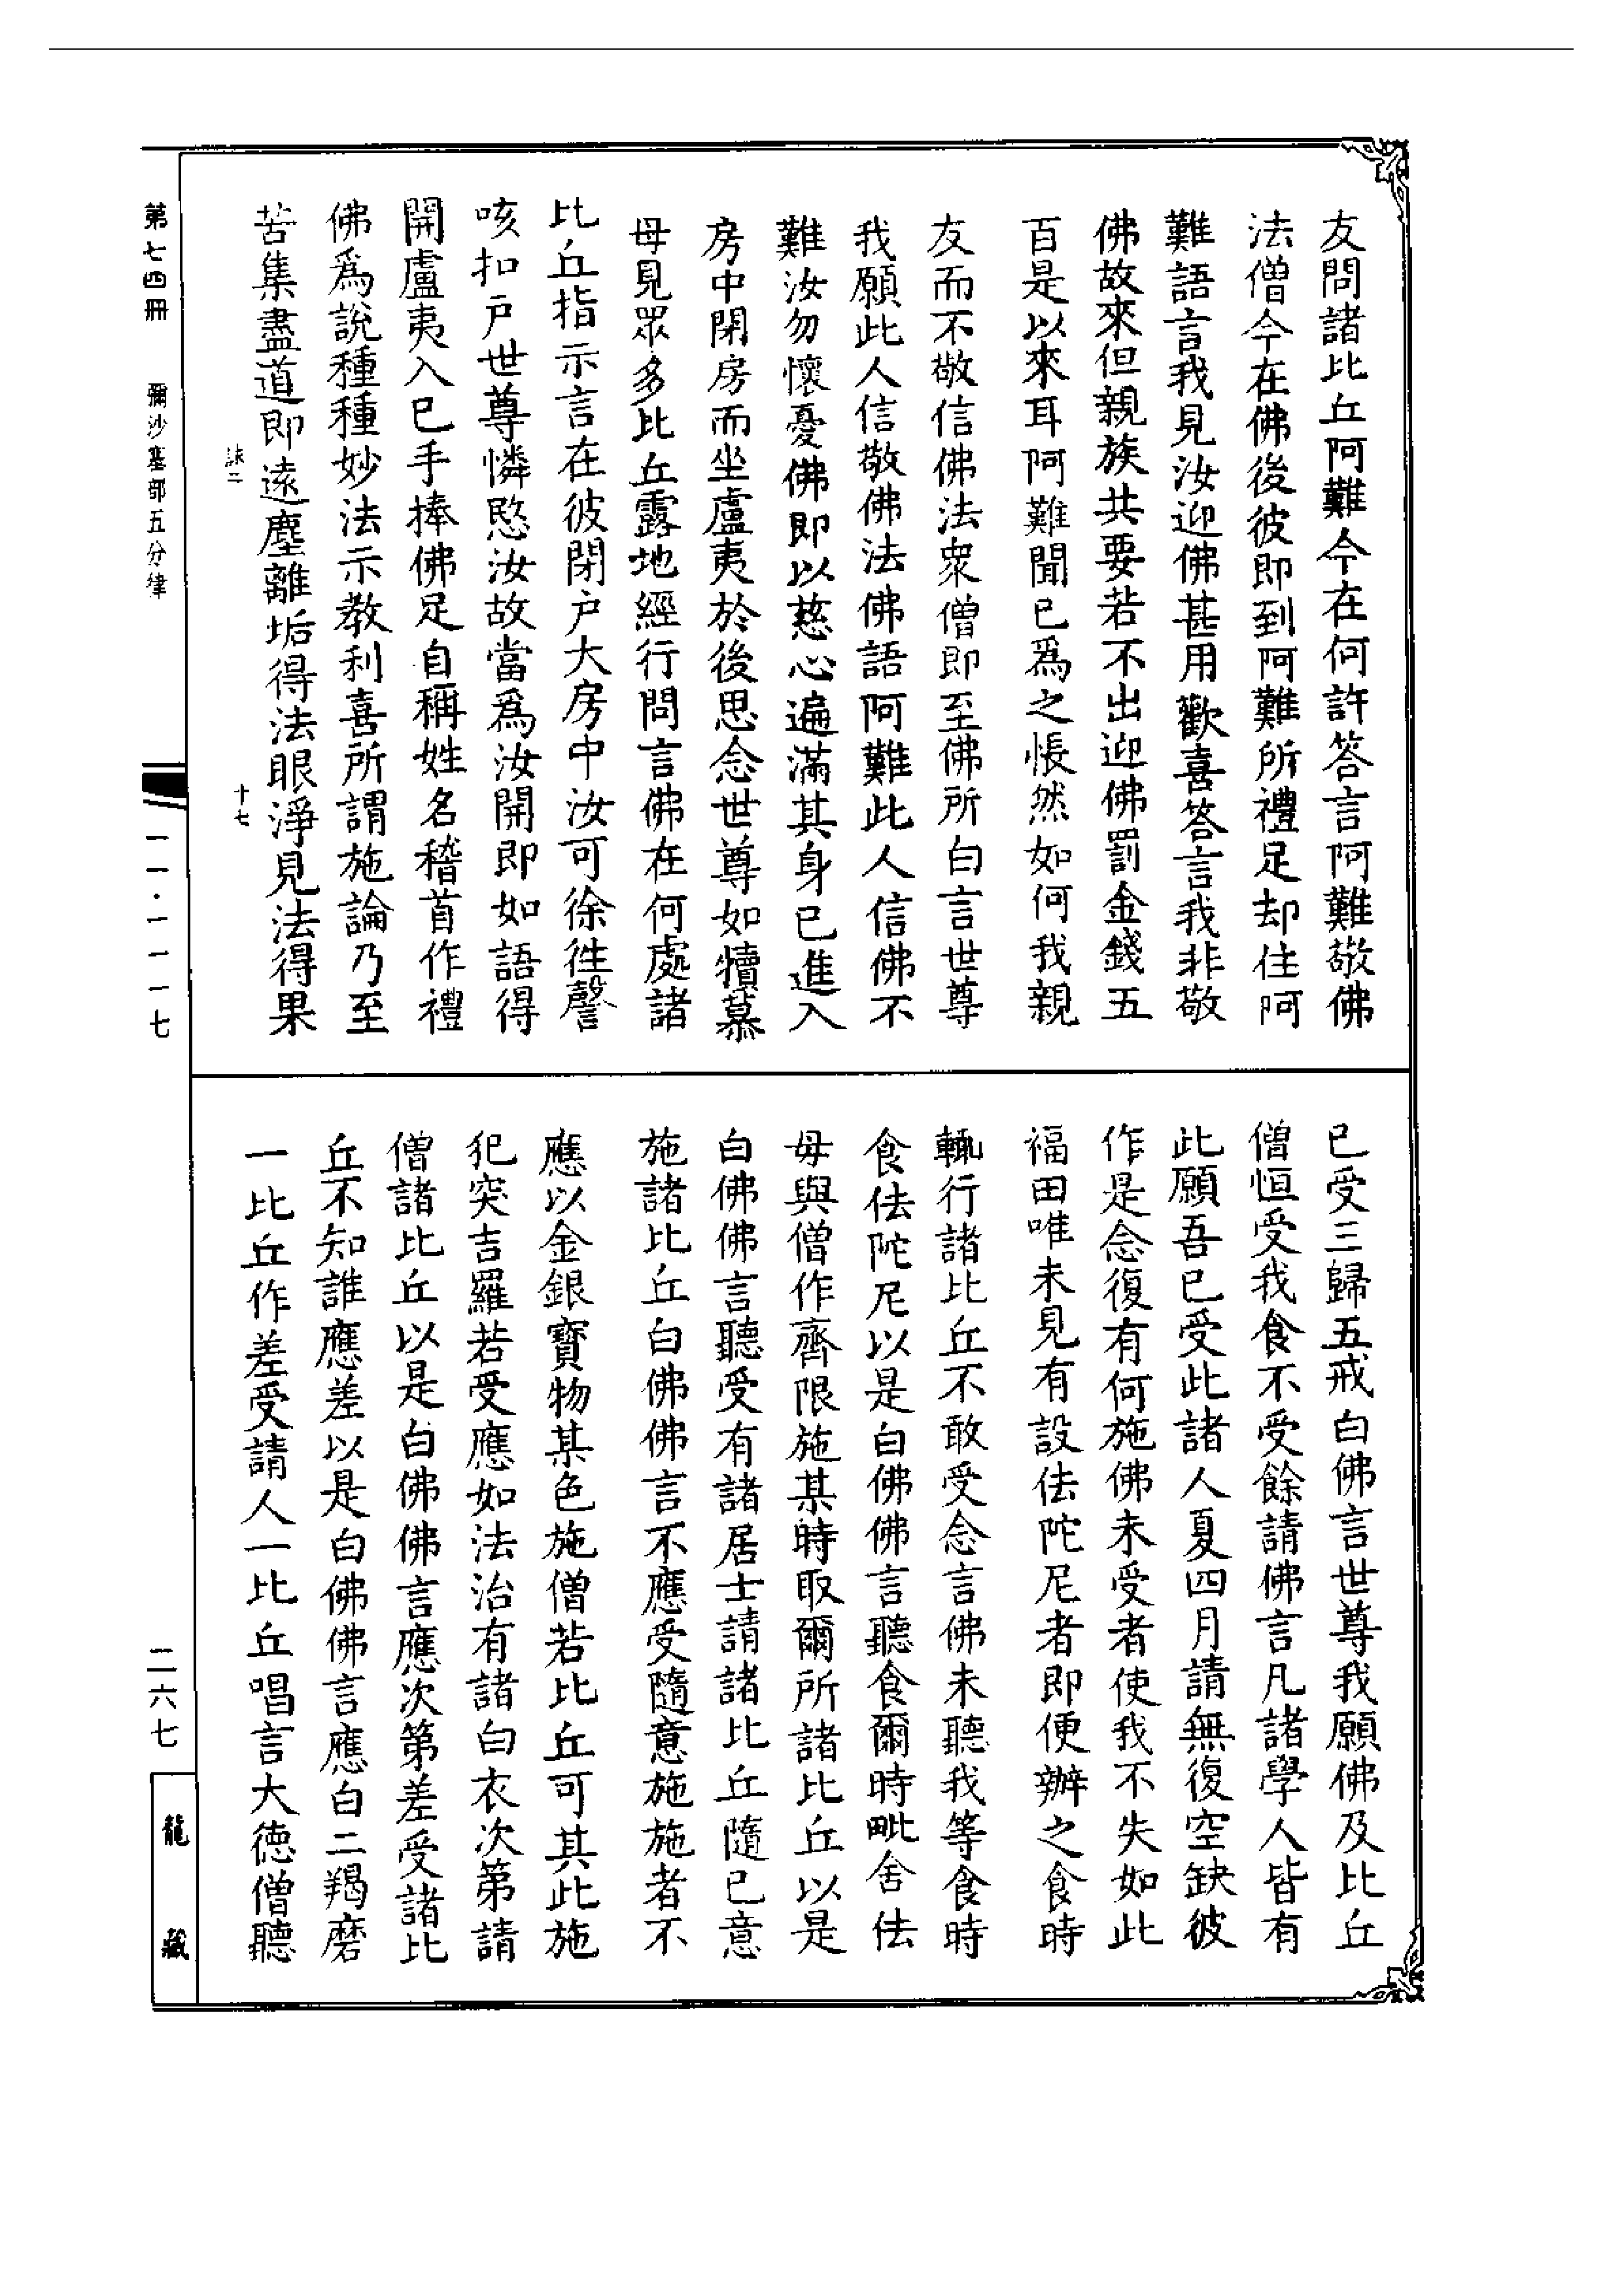 友問諸比丘阿難今在何許答言阿難敬佛
法僧今在佛後彼即到阿難所禮足却住阿
難語言我見汝迎佛甚用歡喜答言我非敬
佛故來但親族共要若不出迎佛罰金錢五
百是以來耳阿難聞已爲之悵然如何我親
友而不敬信佛法衆僧即至佛所白言世尊
我願此人信敬佛法佛語阿難此人信佛不
難汝勿懷憂佛即以慈心遍滿其身已進入
房中閉房而坐盧夷於後思念世尊如犢慕
母見眾多比丘露地經行問言佛在何處諸
比丘指示言在彼閉户大房中汝可徐徃謦
咳扣户世尊憐愍汝故當爲汝開即如語得
開盧夷入已手捧佛足自稱姓名稽首作禮
佛爲說種種妙法示教利喜所謂施論乃至
苦集盡道即遠塵離垢得法眼淨見法得果
十七
已受三歸五戒白佛言世尊我願佛及比丘
僧恒受我食不受餘請佛言凡諸學人皆有
此願吾已受此諸人夏四月請無復空缺彼
作是念復有何施佛未受者使我不失如此
福田唯未見有設佉陀尼者即便辦之食時
輒行諸比丘不敢受念言佛未聽我等食時
食佉陀尼以是白佛佛言聽食爾時毗舍佉
母與僧作齊限施某時取爾所諸比丘以是
白佛佛言聽受有諸居士請諸比丘隨已意
施諸比丘白佛佛言不應受隨意施施者不
應以金銀寶物某色施僧若比丘可其此施
犯突吉羅若受應如法治有諸白衣次第請
僧諸比丘以是白佛佛言應次第差受諸比
丘不知誰應差以是白佛佛言應白二羯磨
一比丘作差受請人一比丘唱言大徳僧聽
第七四冊 彌沙塞部五分律
一一·一一一七
二六七
龍藏